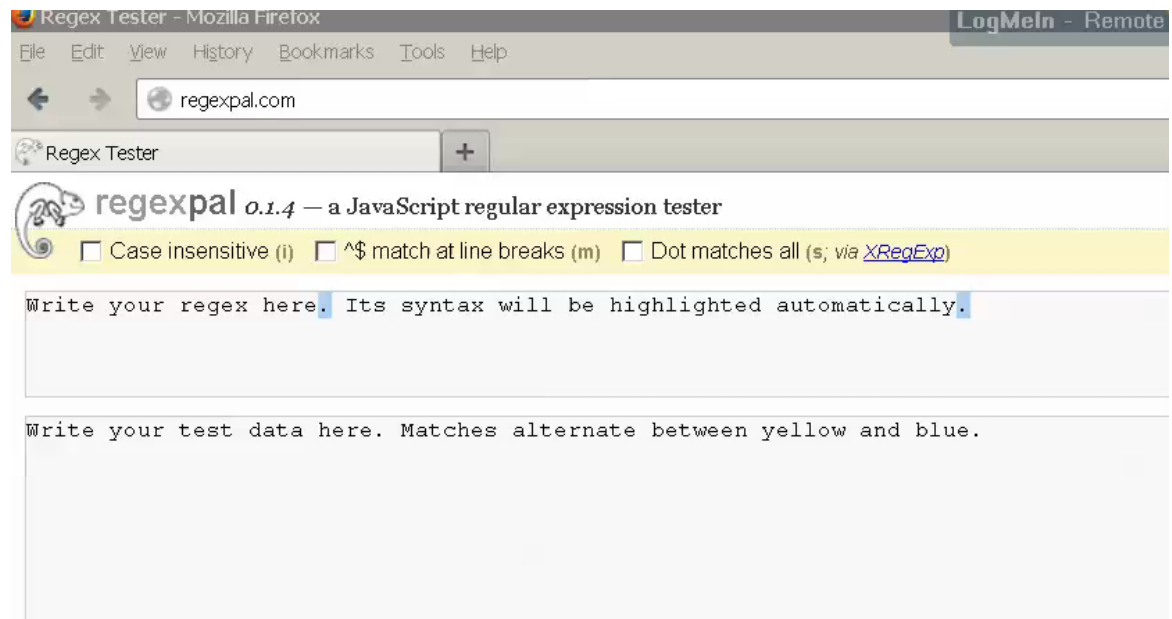 Regex Tester - Mozilla Firefox
LogMeIn - Remote
File Edit View History Bookmarks Tools Help
regexpal.com
Regex Tester
regexpal 0.1.4 — a JavaScript regular expression tester
Case insensitive (i) ^$ match at line breaks (m) Dot matches all (s; via XRegExp)
Write your regex here. Its syntax will be highlighted automatically.
Write your test data here. Matches alternate between yellow and blue.